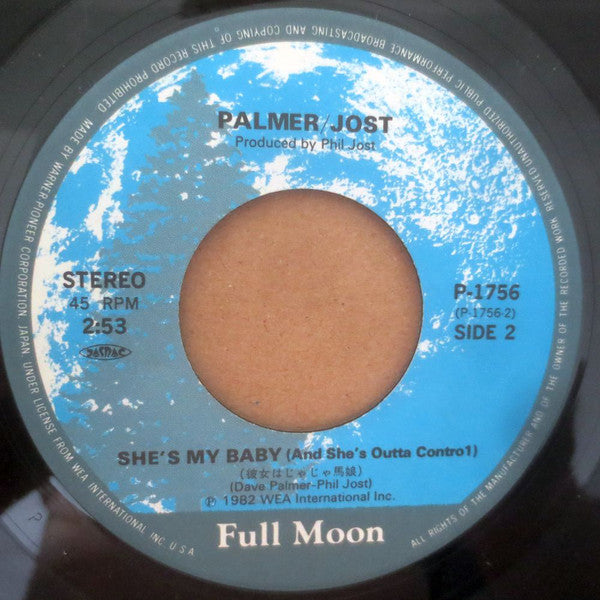 PALMER/JOST
Produced by Phil Jost
STEREO
45 RPM
2:53
JASRAC
P-1756
(P-1756-2)
SIDE 2
SHE'S MY BABY (And She's Outta Contro1)
(彼女はじゃじゃ馬娘)
(Dave Palmer-Phil Jost)
Ⓟ 1982 WEA International Inc.
Full Moon
MADE BY WARNER-PIONEER CORPORATION, JAPAN, UNDER LICENSE FROM WEA INTERNATIONAL INC. U S A
ALL RIGHTS OF THE MANUFACTURER AND OF THE OWNER OF THE RECORDED WORK RESERVED UNAUTHORIZED PUBLIC PERFORMANCE BROADCASTING AND COPYING OF THIS RECORD PROHIBITED